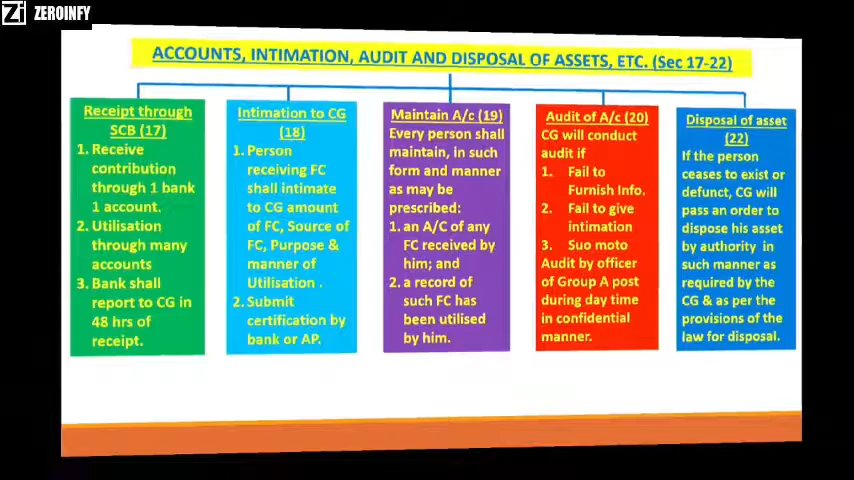 Zi ZEROINFY
ACCOUNTS, INTIMATION, AUDIT AND DISPOSAL OF ASSETS, ETC. (Sec 17-22)
Receipt through
SCB (17)
1. Receive
contribution
through 1 bank
1 account.
2. Utilisation
through many
accounts
3. Bank shall
report to CG in
48 hrs of
receipt.
Intimation to CG
(18)
1. Person
receiving FC
shall intimate
to CG amount
of FC, Source of
FC, Purpose &
manner of
Utilisation .
2. Submit
certification by
bank or AP.
Maintain A/c (19)
Every person shall
maintain, in such
form and manner
as may be
prescribed:
1. an A/C of any
FC received by
him; and
2. a record of
such FC has
been utilised
by him.
Audit of A/c (20)
CG will conduct
audit if
1. Fail to
Furnish Info.
2. Fail to give
intimation
3. Suo moto
Audit by officer
of Group A post
during day time
in confidential
manner.
Disposal of asset
(22)
If the person
ceases to exist or
defunct, CG will
pass an order to
dispose his asset
by authority in
such manner as
required by the
CG & as per the
provisions of the
law for disposal.